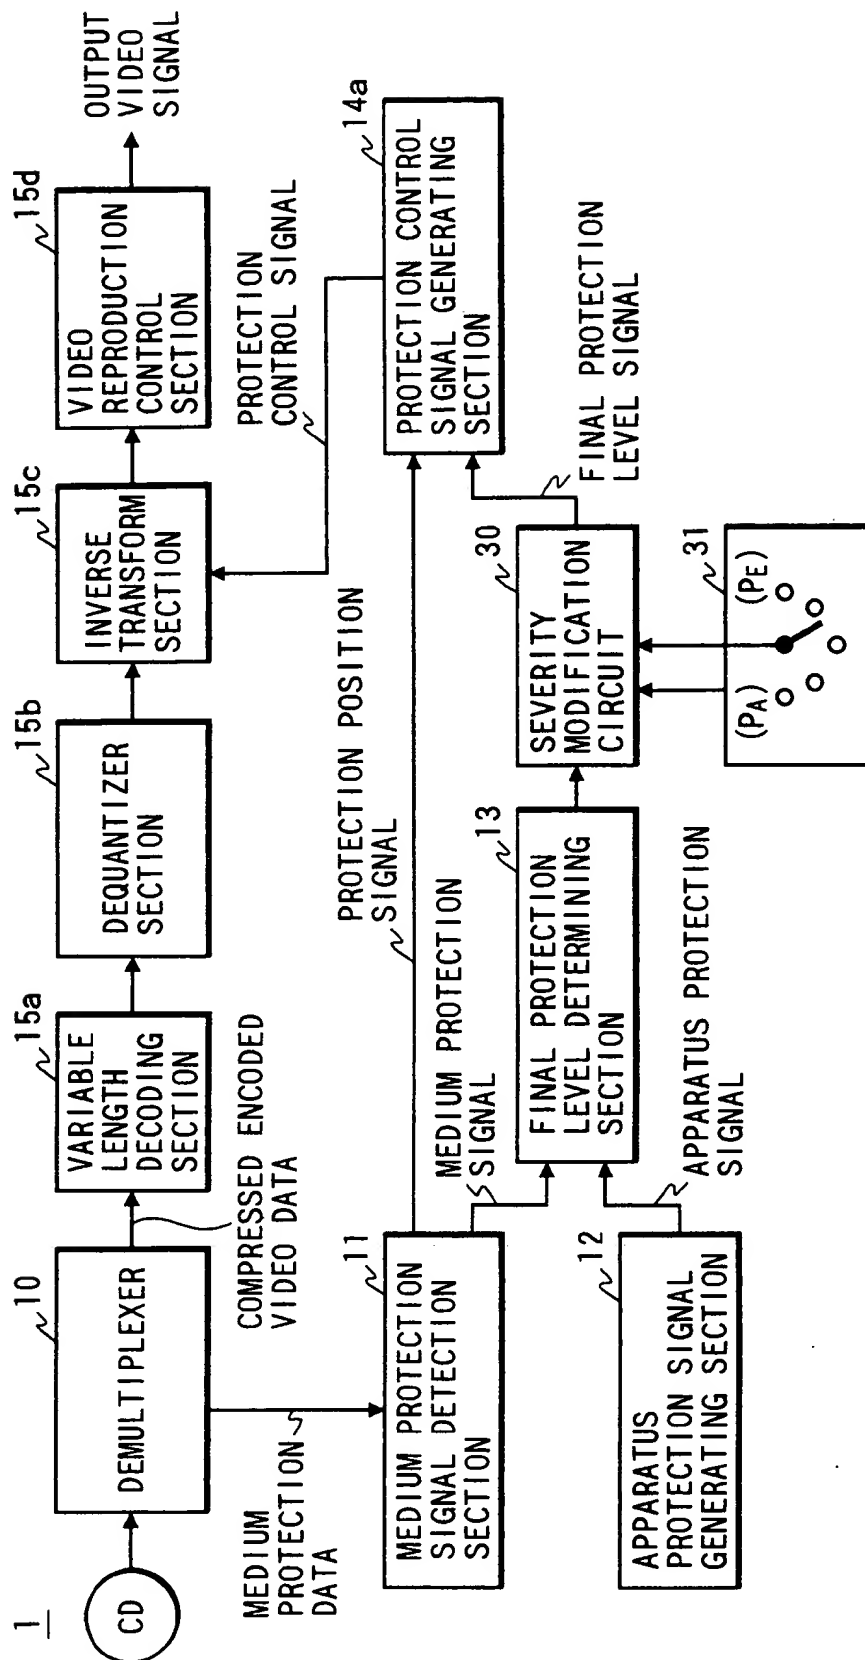 1
CD
10
DEMULTIPLEXER
COMPRESSED ENCODED
VIDEO DATA
15a
VARIABLE
LENGTH
DECODING
SECTION
15b
DEQUANTIZER
SECTION
15c
INVERSE
TRANSFORM
SECTION
15d
VIDEO
REPRODUCTION
CONTROL
SECTION
OUTPUT
VIDEO
SIGNAL
MEDIUM
PROTECTION
DATA
11
MEDIUM PROTECTION
SIGNAL DETECTION
SECTION
PROTECTION POSITION
SIGNAL
PROTECTION
CONTROL SIGNAL
14a
PROTECTION CONTROL
SIGNAL GENERATING
SECTION
MEDIUM PROTECTION
SIGNAL
12
APPARATUS
PROTECTION SIGNAL
GENERATING SECTION
APPARATUS PROTECTION
SIGNAL
13
FINAL PROTECTION
LEVEL DETERMINING
SECTION
30
SEVERITY
MODIFICATION
CIRCUIT
FINAL PROTECTION
LEVEL SIGNAL
31
(PA)
(PE)